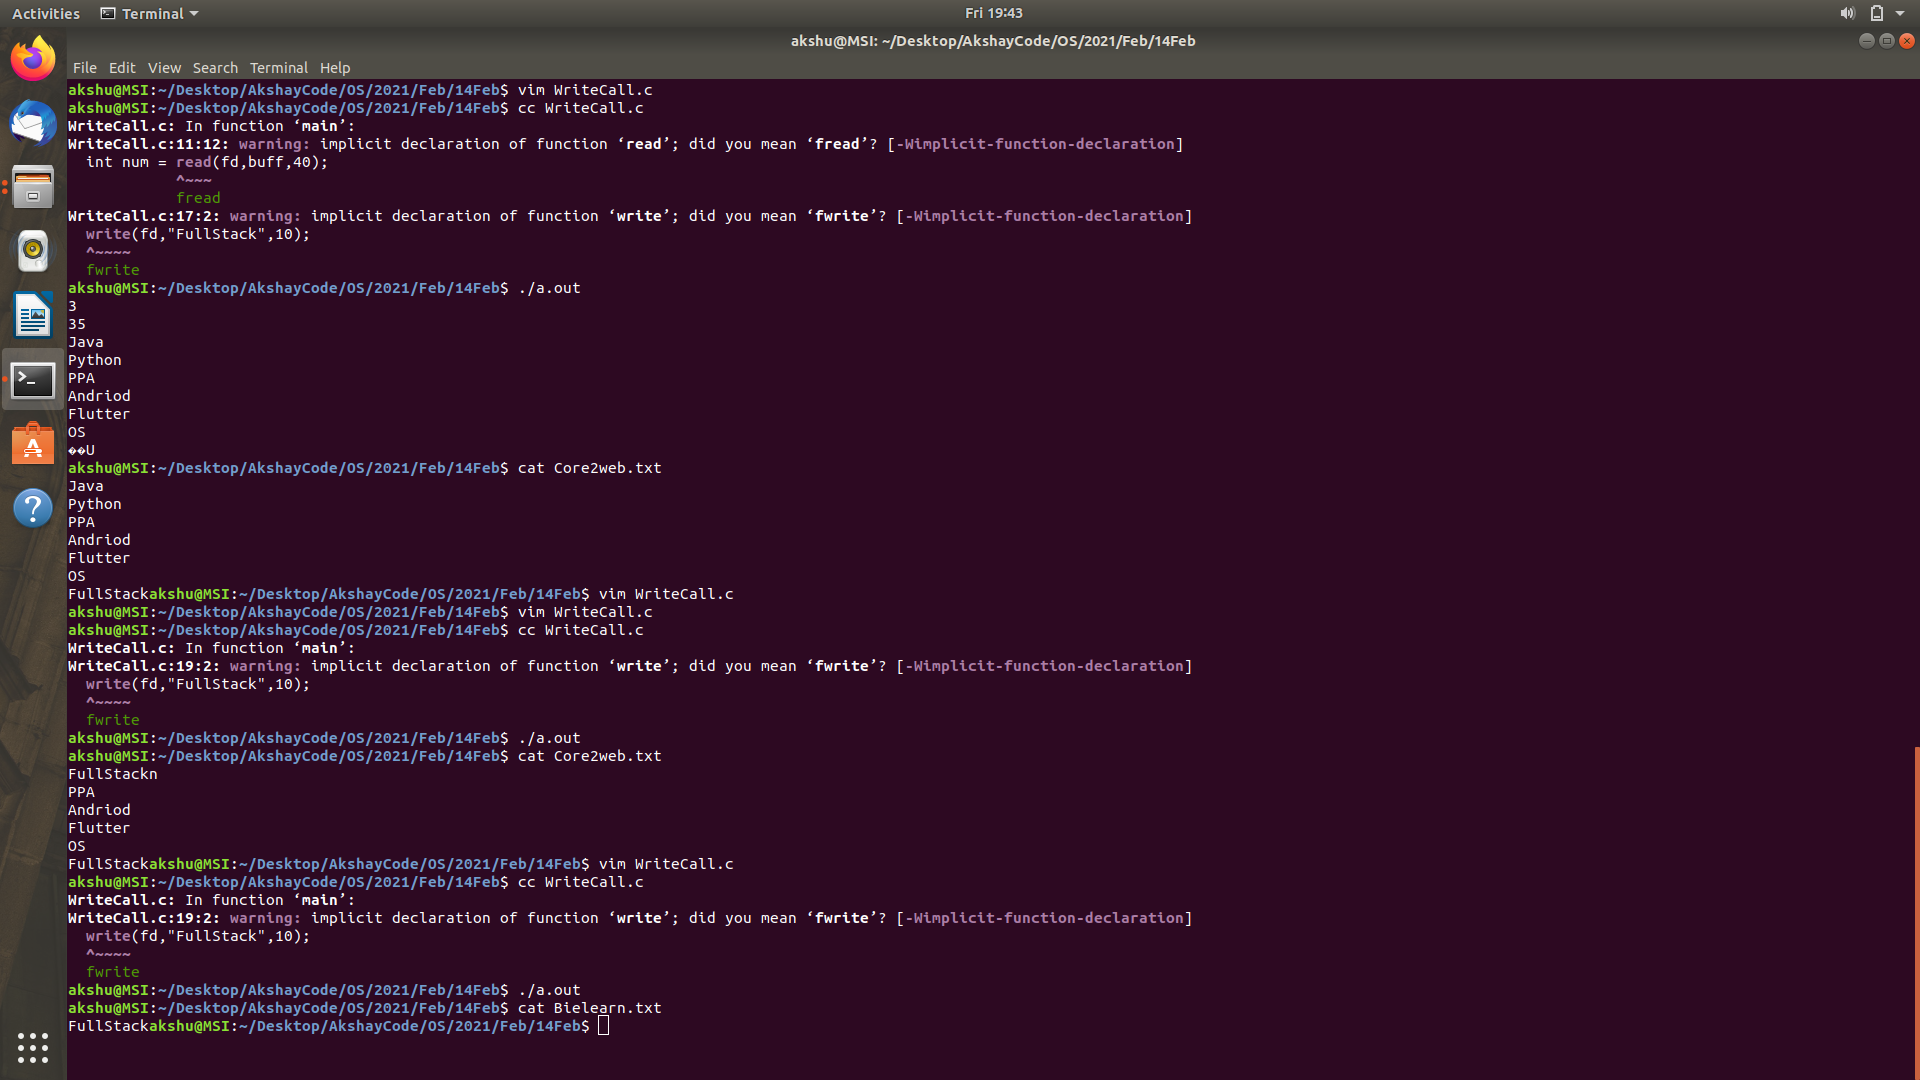 Activities Terminal Fri 19:43
akshu@MSI: ~/Desktop/AkshayCode/OS/2021/Feb/14Feb
File Edit View Search Terminal Help
akshu@MSI:~/Desktop/AkshayCode/OS/2021/Feb/14Feb$ vim WriteCall.c
akshu@MSI:~/Desktop/AkshayCode/OS/2021/Feb/14Feb$ cc WriteCall.c
WriteCall.c: In function ‘main’:
WriteCall.c:11:12: warning: implicit declaration of function ‘read’; did you mean ‘fread’? [-Wimplicit-function-declaration]
  int num = read(fd,buff,40);
            ^~~~
            fread
WriteCall.c:17:2: warning: implicit declaration of function ‘write’; did you mean ‘fwrite’? [-Wimplicit-function-declaration]
  write(fd,"FullStack",10);
  ^~~~~
  fwrite
akshu@MSI:~/Desktop/AkshayCode/OS/2021/Feb/14Feb$ ./a.out
3
35
Java
Python
PPA
Andriod
Flutter
OS
��U
akshu@MSI:~/Desktop/AkshayCode/OS/2021/Feb/14Feb$ cat Core2web.txt
Java
Python
PPA
Andriod
Flutter
OS
FullStackakshu@MSI:~/Desktop/AkshayCode/OS/2021/Feb/14Feb$ vim WriteCall.c
akshu@MSI:~/Desktop/AkshayCode/OS/2021/Feb/14Feb$ vim WriteCall.c
akshu@MSI:~/Desktop/AkshayCode/OS/2021/Feb/14Feb$ cc WriteCall.c
WriteCall.c: In function ‘main’:
WriteCall.c:19:2: warning: implicit declaration of function ‘write’; did you mean ‘fwrite’? [-Wimplicit-function-declaration]
  write(fd,"FullStack",10);
  ^~~~~
  fwrite
akshu@MSI:~/Desktop/AkshayCode/OS/2021/Feb/14Feb$ ./a.out
akshu@MSI:~/Desktop/AkshayCode/OS/2021/Feb/14Feb$ cat Core2web.txt
FullStackn
PPA
Andriod
Flutter
OS
FullStackakshu@MSI:~/Desktop/AkshayCode/OS/2021/Feb/14Feb$ vim WriteCall.c
akshu@MSI:~/Desktop/AkshayCode/OS/2021/Feb/14Feb$ cc WriteCall.c
WriteCall.c: In function ‘main’:
WriteCall.c:19:2: warning: implicit declaration of function ‘write’; did you mean ‘fwrite’? [-Wimplicit-function-declaration]
  write(fd,"FullStack",10);
  ^~~~~
  fwrite
akshu@MSI:~/Desktop/AkshayCode/OS/2021/Feb/14Feb$ ./a.out
akshu@MSI:~/Desktop/AkshayCode/OS/2021/Feb/14Feb$ cat Bielearn.txt
FullStackakshu@MSI:~/Desktop/AkshayCode/OS/2021/Feb/14Feb$